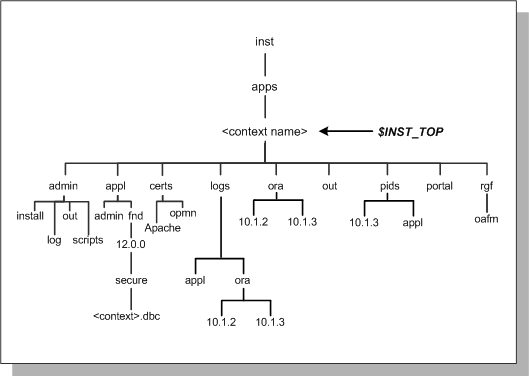 inst
apps
<context name> $INST_TOP
admin appl certs logs ora out pids portal rgf
install out admin fnd opmn 10.1.2 10.1.3 10.1.3 appl oafm
log scripts Apache
12.0.0
secure appl ora
<context>.dbc 10.1.2 10.1.3